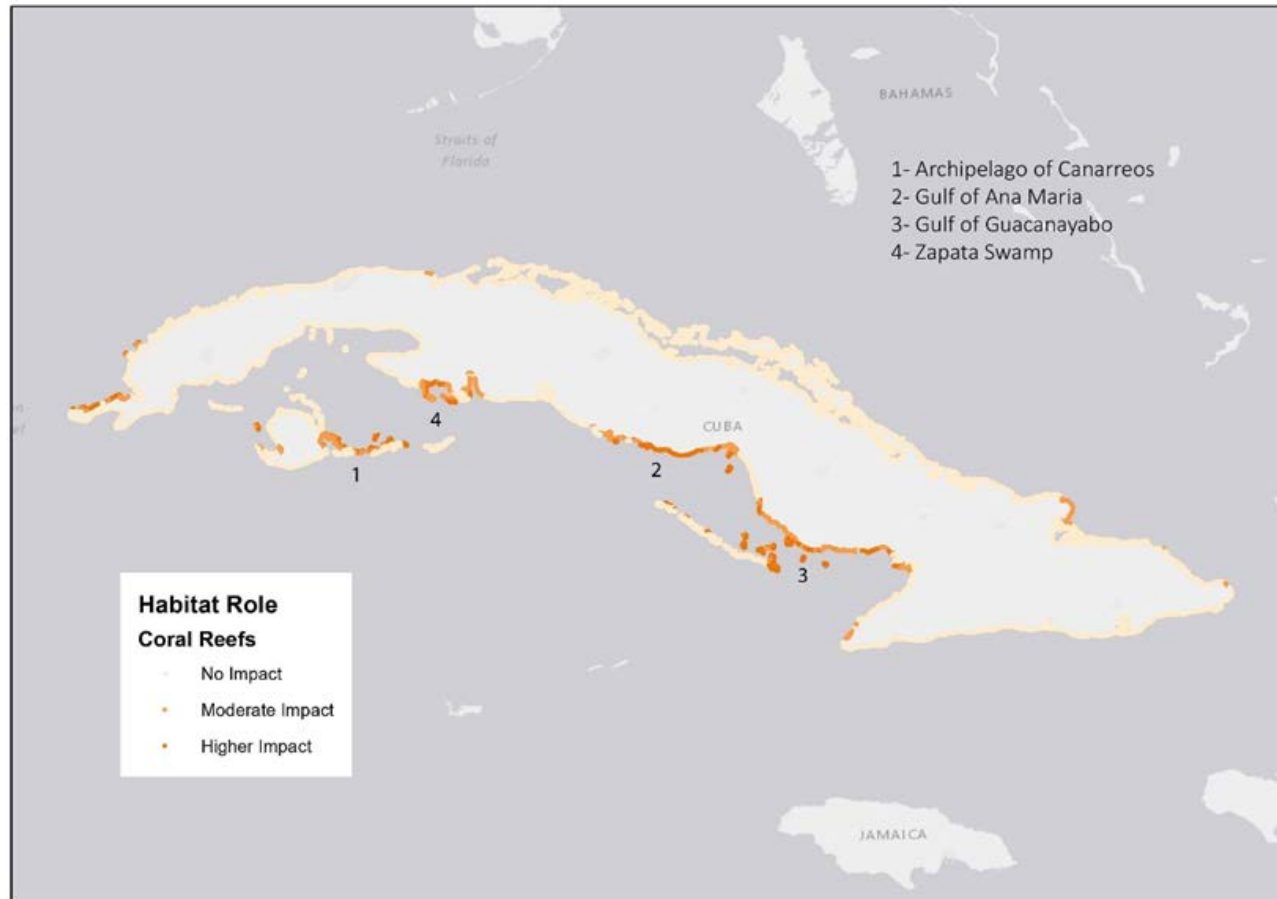 BAHAMAS
Straits of
Florida
1- Archipelago of Canarreos
2- Gulf of Ana Maria
3- Gulf of Guacanayabo
4- Zapata Swamp
4
CUBA
1
2
3
Habitat Role
Coral Reefs
No Impact
Moderate Impact
Higher Impact
JAMAICA